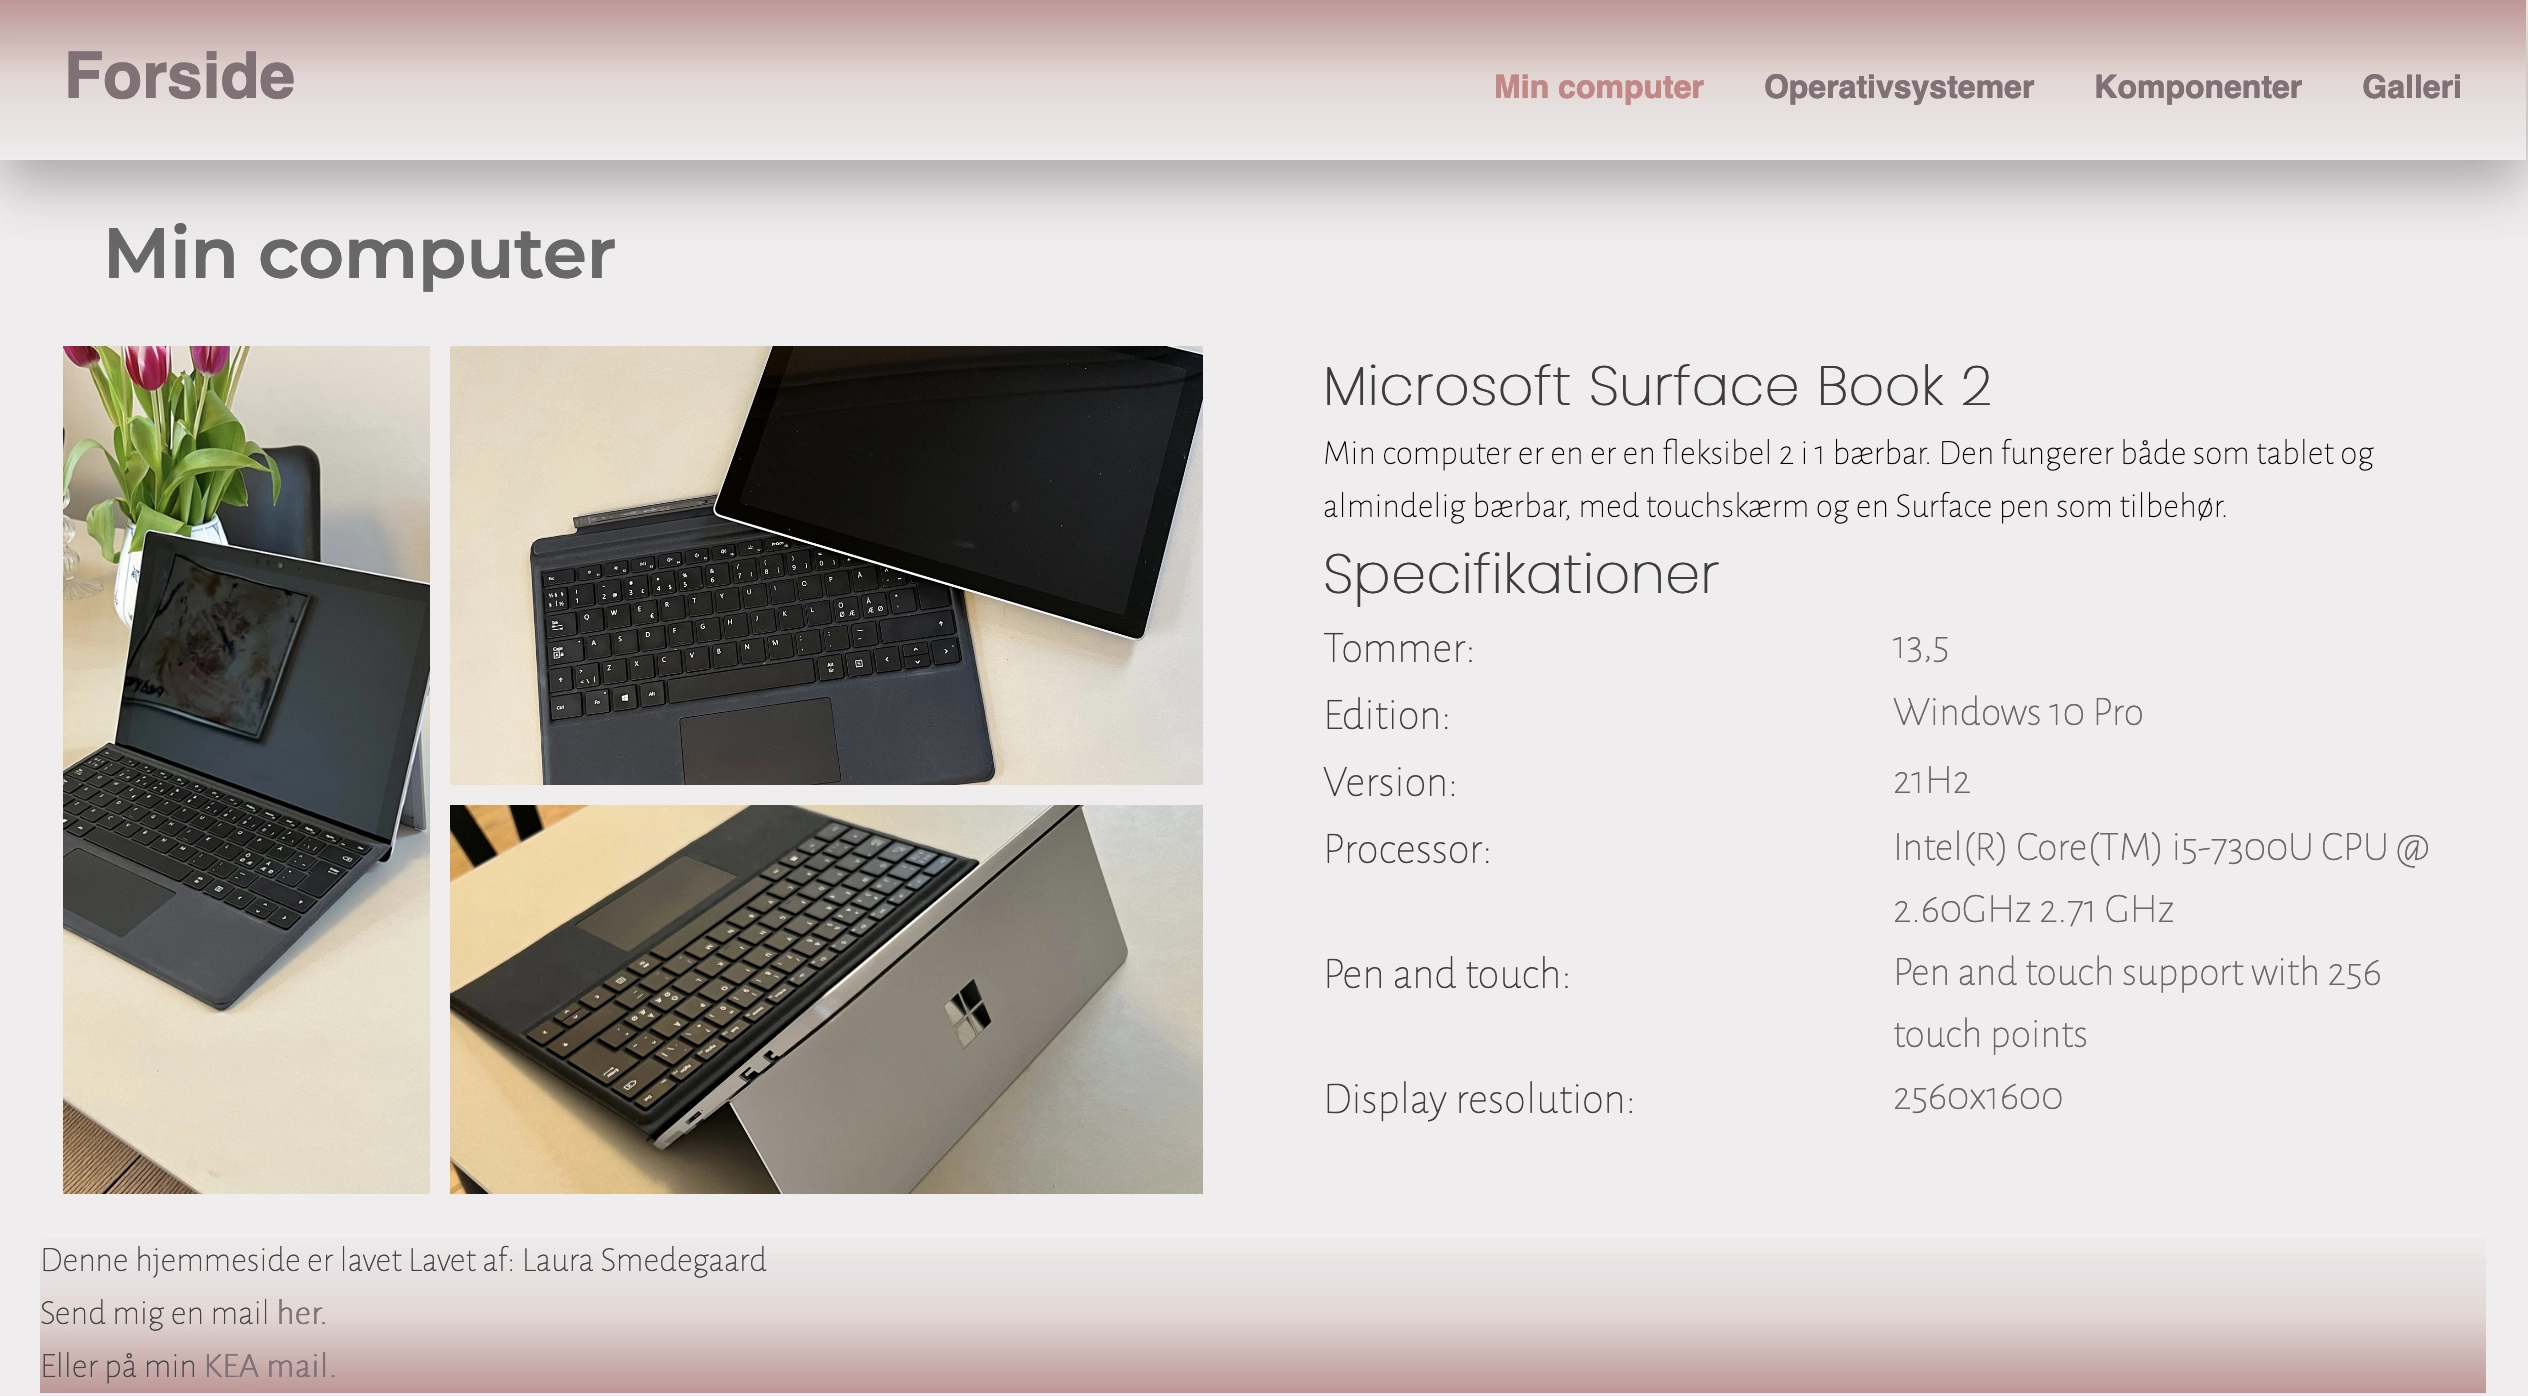 Forside
Min computer Operativsystemer Komponenter Galleri
Min computer
Microsoft Surface Book 2
Min computer er en er en fleksibel 2 i 1 bærbar. Den fungerer både som tablet og
almindelig bærbar, med touchskærm og en Surface pen som tilbehør.
Specifikationer
Tommer: 13,5
Edition: Windows 10 Pro
Version: 21H2
Processor: Intel(R) Core(TM) i5-7300U CPU @
2.60GHz 2.71 GHz
Pen and touch: Pen and touch support with 256
touch points
Display resolution: 2560x1600
Denne hjemmeside er lavet Lavet af: Laura Smedegaard
Send mig en mail her.
Eller på min KEA mail.